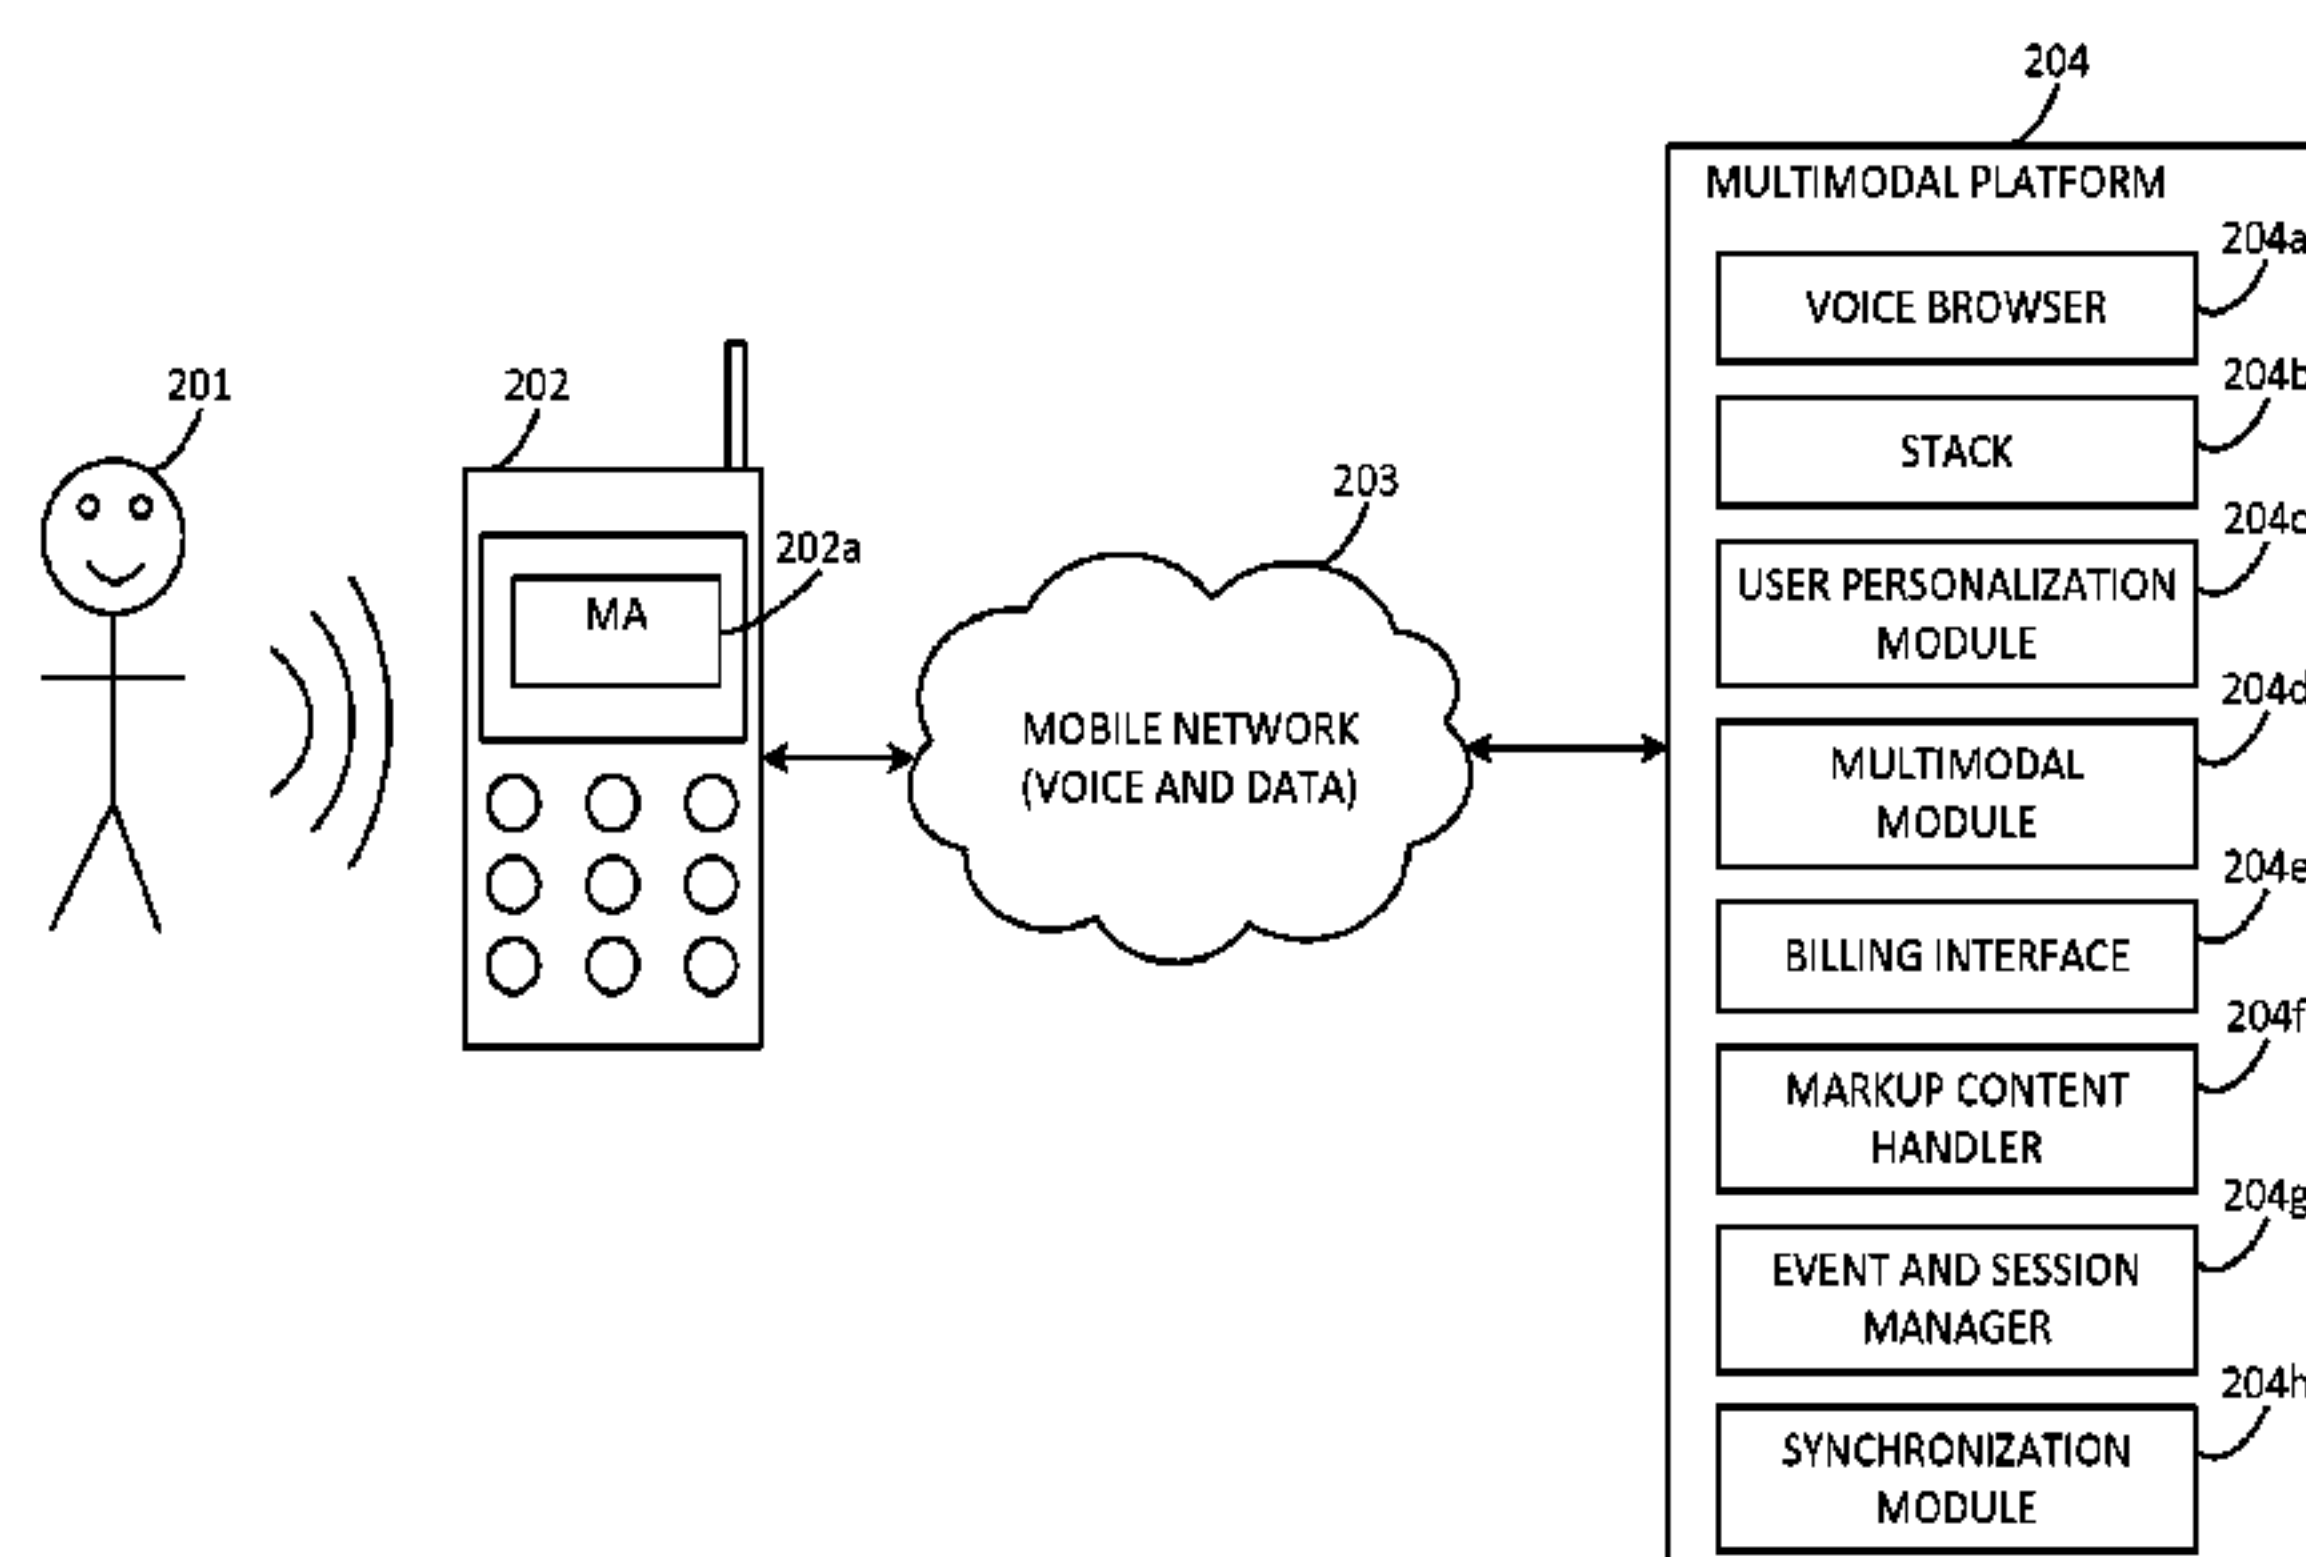 204
MULTIMODAL PLATFORM
204a
VOICE BROWSER
204b
STACK
201
202
203
204c
202a
MA
USER PERSONALIZATION
MODULE
204d
MOBILE NETWORK
(VOICE AND DATA)
MULTIMODAL
MODULE
204e
BILLING INTERFACE
204f
MARKUP CONTENT
HANDLER
204g
EVENT AND SESSION
MANAGER
204h
SYNCHRONIZATION
MODULE